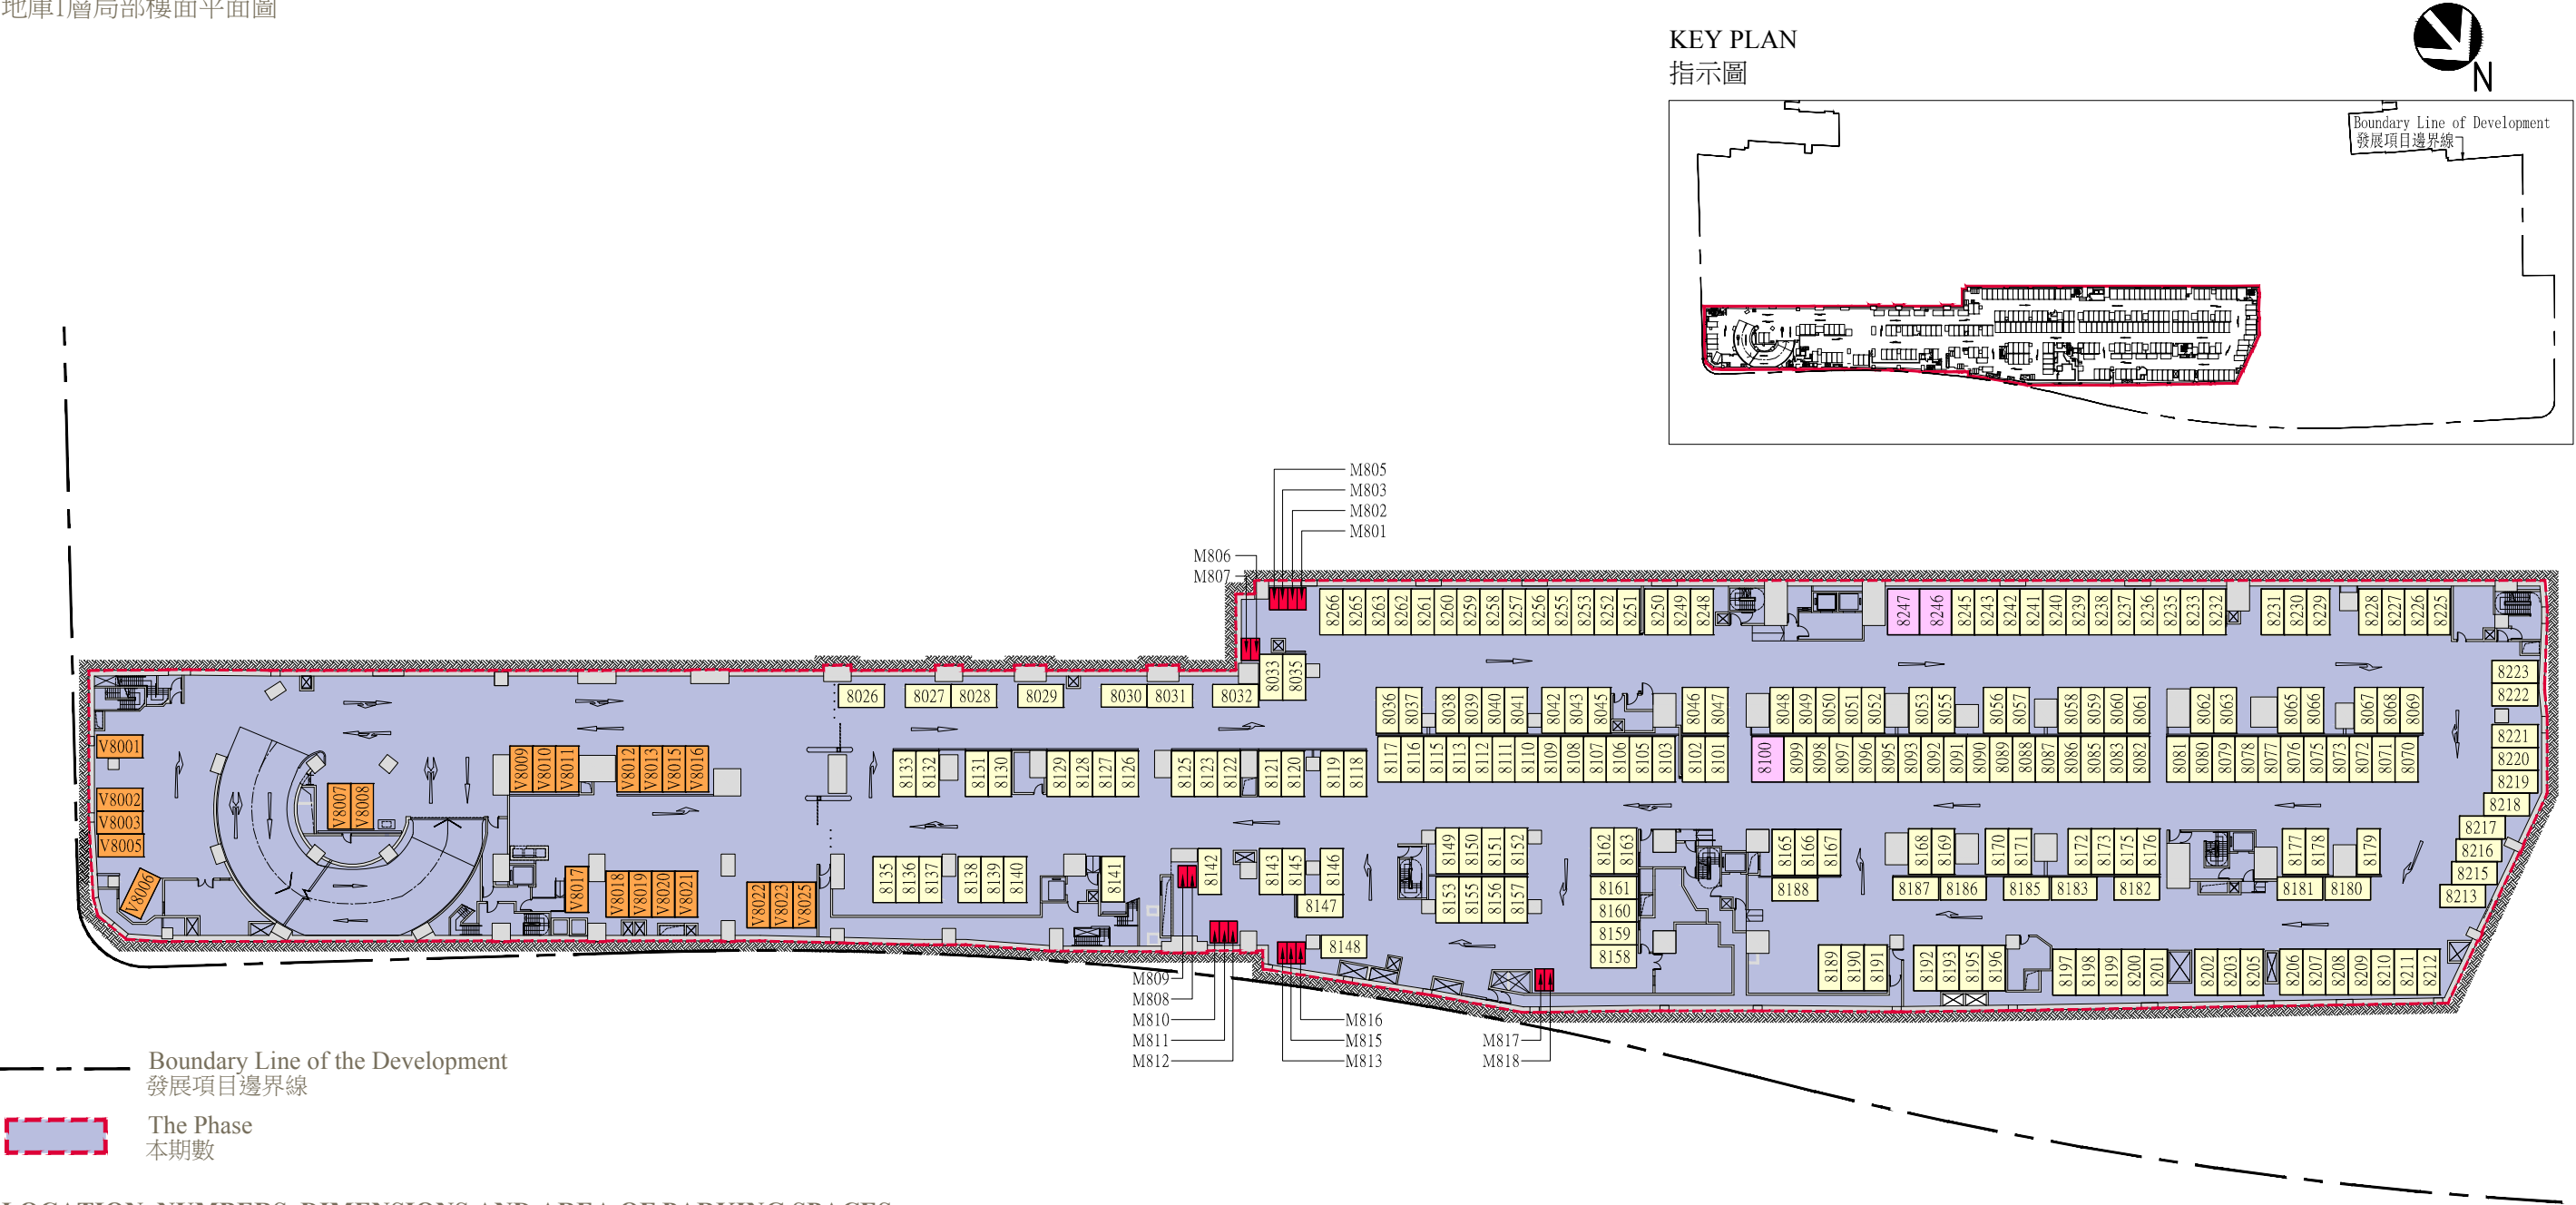 地庫1層局部樓面平面圖
KEY PLAN
指示圖
N
Boundary Line of Development
發展項目邊界線
M805
M803
M802
M801
M806
M807
8266 8265 8263 8262 8261 8260 8259 8258 8257 8256 8255 8253 8252 8251 8250 8249 8248
8247 8246 8245 8243 8242 8241 8240 8239 8238 8237 8236 8235 8233 8232 8231 8230 8229 8228 8227 8226 8225
8033 8035
8223
8222
8026 8027 8028 8029 8030 8031 8032
8036 8037 8038 8039 8040 8041 8042 8043 8045 8046 8047 8048 8049 8050 8051 8052 8053 8055 8056 8057 8058 8059 8060 8061 8062 8063 8065 8066 8067 8068 8069
8221
8220
8219
8218
8217
8216
8215
8213
V8001
V8002
V8003
V8005
V8006
V8007 V8008
V8009 V8010 V8011 V8012 V8013 V8015 V8016
8133 8132 8131 8130 8129 8128 8127 8126 8125 8123 8122 8121 8120 8119 8118
8117 8116 8115 8113 8112 8111 8110 8109 8108 8107 8106 8105 8103 8102 8101 8100 8099 8098 8097 8096 8095 8093 8092 8091 8090 8089 8088 8087 8086 8085 8083 8082 8081 8080 8079 8078 8077 8076 8075 8073 8072 8071 8070
V8017 V8018 V8019 V8020 V8021 V8022 V8023 V8025
8135 8136 8137 8138 8139 8140 8141 8142 8143 8145 8146
8147
8148
8149 8150 8151 8152
8153 8155 8156 8157
8162 8163
8161
8160
8159
8158
8165 8166 8167 8168 8169 8170 8171 8172 8173 8175 8176 8177 8178 8179
8188 8187 8186 8185 8183 8182 8181 8180
8189 8190 8191 8192 8193 8195 8196 8197 8198 8199 8200 8201 8202 8203 8205 8206 8207 8208 8209 8210 8211 8212
M809
M808
M810
M811
M812
M816
M815
M813
M817
M818
Boundary Line of the Development
發展項目邊界線
The Phase
本期數
LOCATION, NUMBERS, DIMENSIONS AND AREA OF PARKING SPACES